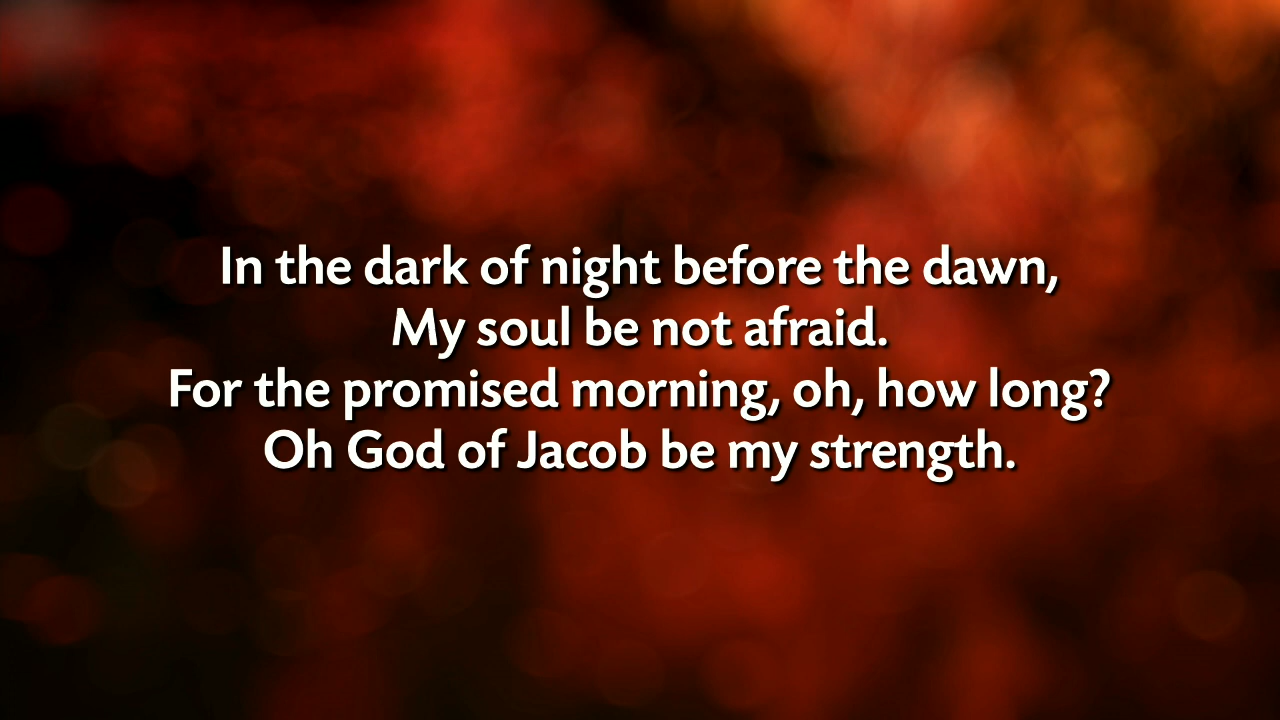 In the dark of night before the dawn,
My soul be not afraid.
For the promised morning, oh, how long?
Oh God of Jacob be my strength.